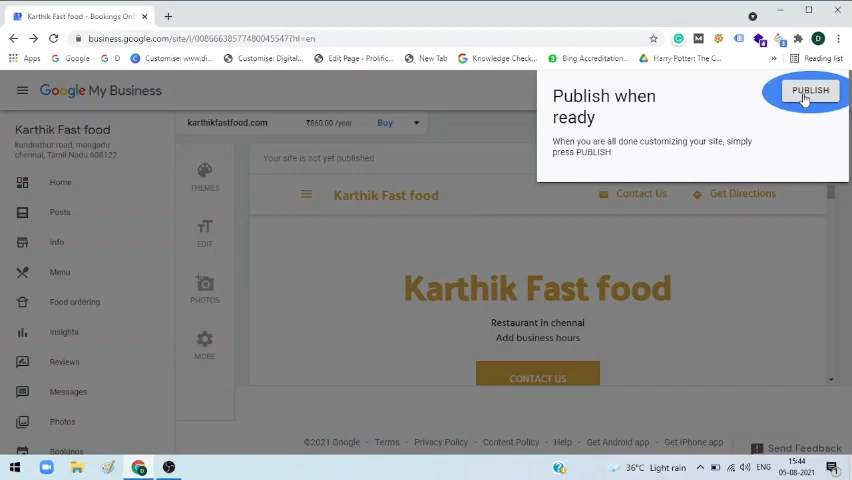 Karthik Fast food - Bookings Onl
business.google.com/site/l/0086638577480045547?hl=en
Apps
Google
G D
Customise: www.di...
Customise: Digital...
Edit Page - Prolific...
New Tab
Knowledge Check:...
Bing Accreditation...
Harry Potter: The C...
Reading list
Google My Business
Publish when
ready
PUBLISH
When you are all done customizing your site, simply
press PUBLISH
Karthik Fast food
kundrathur road, mangadu
chennai, Tamil Nadu 600122
karthikfastfood.com
₹860.00 /year
Buy
Your site is not yet published
Home
Posts
Info
Menu
Food ordering
Insights
Reviews
Messages
Photos
Bookings
THEMES
EDIT
PHOTOS
MORE
Karthik Fast food
Contact Us
Get Directions
Karthik Fast food
Restaurant in chennai
Add business hours
CONTACT US
©2021 Google - Terms - Privacy Policy - Content Policy - Help - Get Android app - Get iPhone app
Send Feedback
36°C Light rain
ENG
15:44
05-08-2021